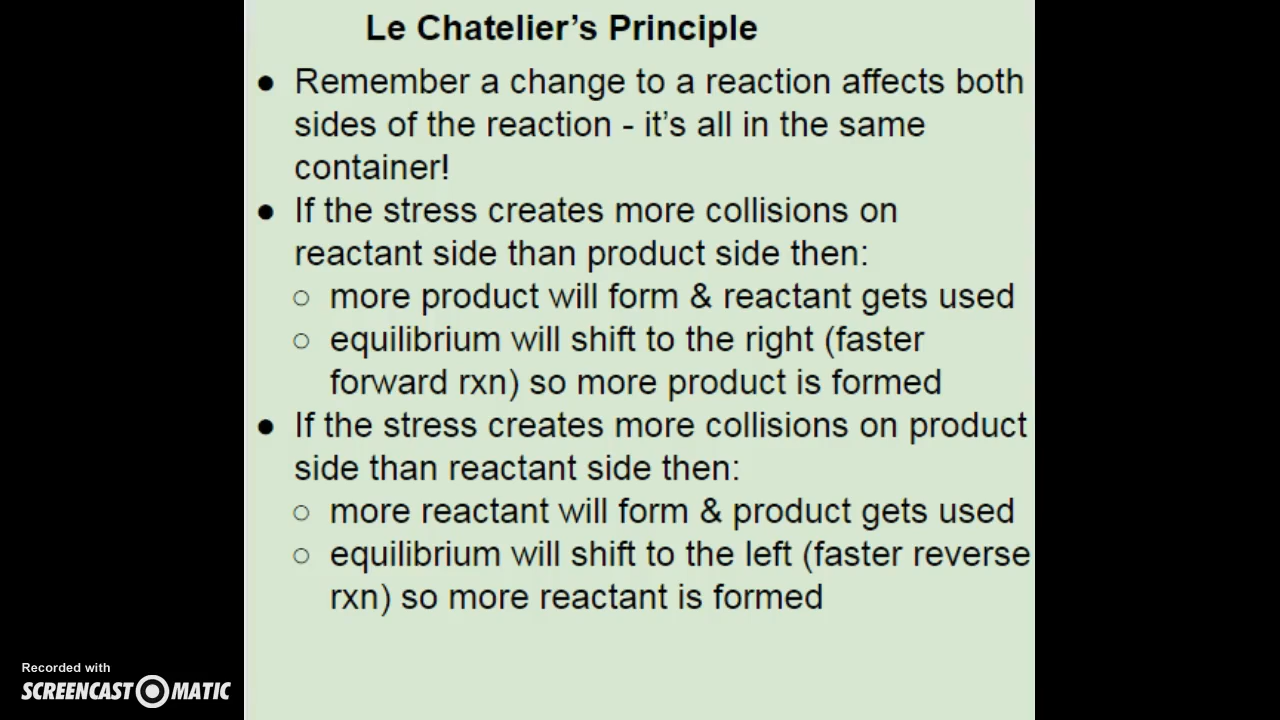 Le Chatelier's Principle
● Remember a change to a reaction affects both
sides of the reaction - it's all in the same
container!
● If the stress creates more collisions on
reactant side than product side then:
○ more product will form & reactant gets used
○ equilibrium will shift to the right (faster
forward rxn) so more product is formed
● If the stress creates more collisions on product
side than reactant side then:
○ more reactant will form & product gets used
○ equilibrium will shift to the left (faster reverse
rxn) so more reactant is formed
Recorded with
SCREENCAST MATIC